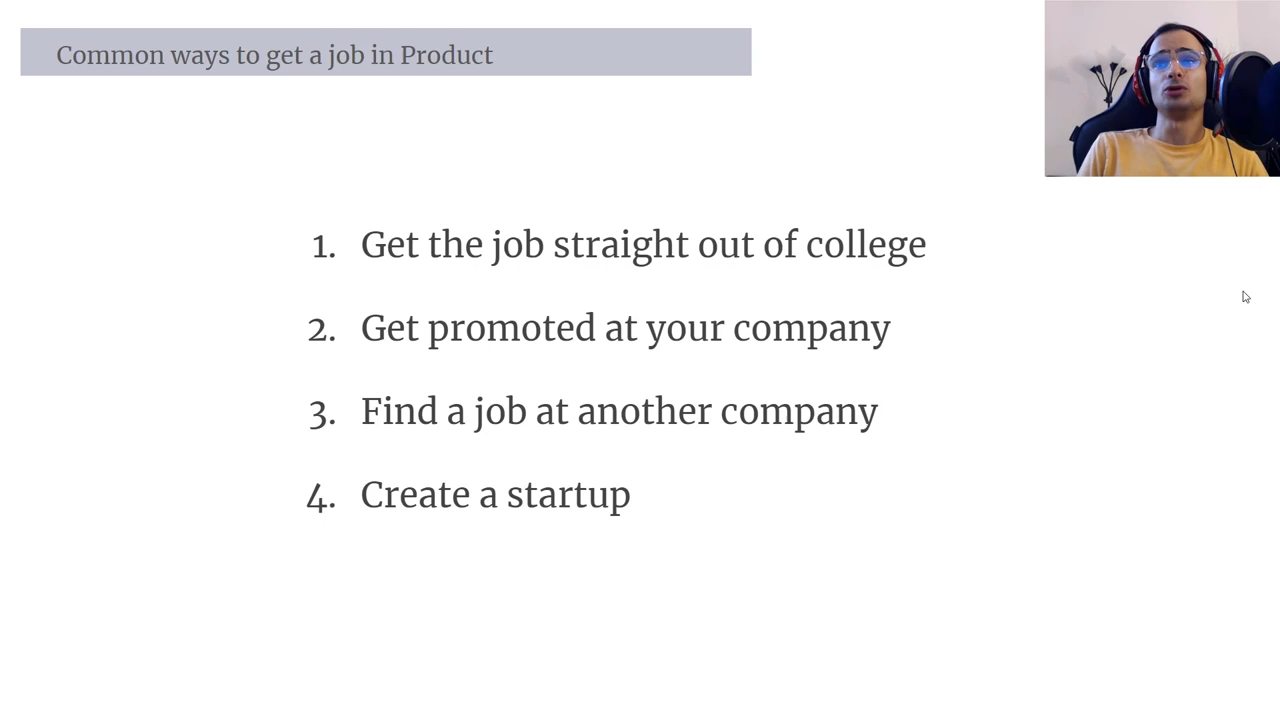 Common ways to get a job in Product
1. Get the job straight out of college
2. Get promoted at your company
3. Find a job at another company
4. Create a startup